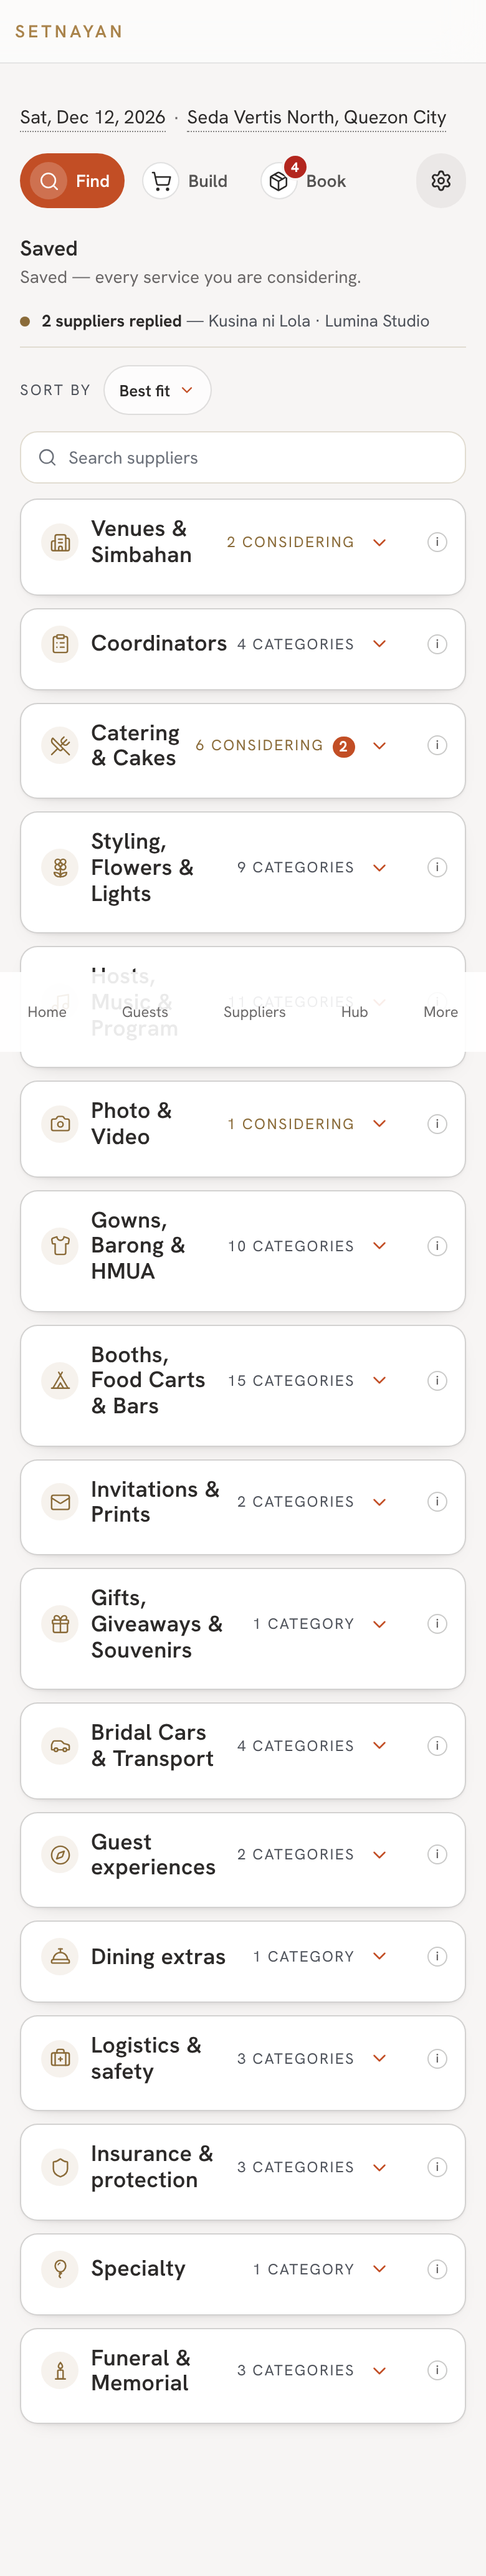 SETNAYAN
Sat, Dec 12, 2026 · Seda Vertis North, Quezon City
Find
Build
4
Book
Saved
Saved — every service you are considering.
2 suppliers replied — Kusina ni Lola · Lumina Studio
SORT BY
Best fit
Search suppliers
Venues &
Simbahan
2 CONSIDERING
i
Coordinators
4 CATEGORIES
i
Catering
& Cakes
6 CONSIDERING 2
i
Styling,
Flowers &
Lights
9 CATEGORIES
i
Hosts,
Music &
Program
11 CATEGORIES
i
Home
Guests
Suppliers
Hub
More
Photo &
Video
1 CONSIDERING
i
Gowns,
Barong &
HMUA
10 CATEGORIES
i
Booths,
Food Carts
& Bars
15 CATEGORIES
i
Invitations &
Prints
2 CATEGORIES
i
Gifts,
Giveaways &
Souvenirs
1 CATEGORY
i
Bridal Cars
& Transport
4 CATEGORIES
i
Guest
experiences
2 CATEGORIES
i
Dining extras
1 CATEGORY
i
Logistics &
safety
3 CATEGORIES
i
Insurance &
protection
3 CATEGORIES
i
Specialty
1 CATEGORY
i
Funeral &
Memorial
3 CATEGORIES
i